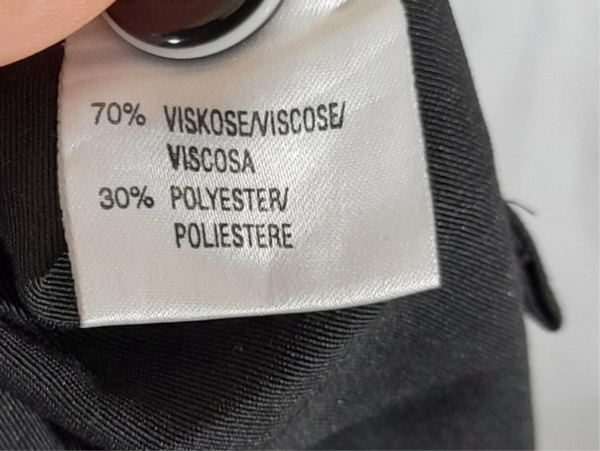 70% VISKOSE/VISCOSE/
VISCOSA
30% POLYESTER/
POLIESTERE